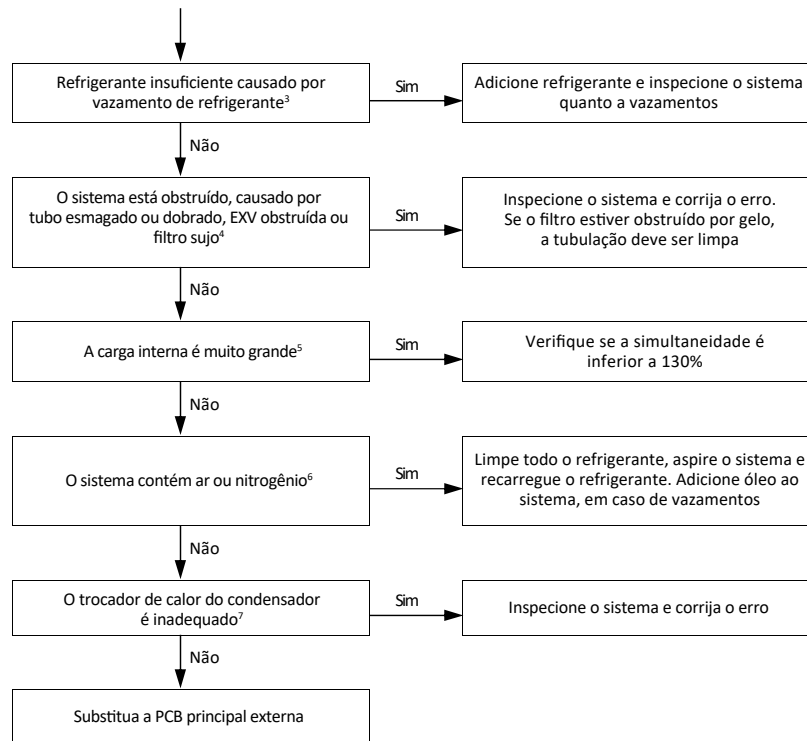 Refrigerante insuficiente causado por
vazamento de refrigerante³
Sim
Adicione refrigerante e inspecione o sistema
quanto a vazamentos
Não
O sistema está obstruído, causado por
tubo esmagado ou dobrado, EXV obstruída ou
filtro sujo⁴
Sim
Inspecione o sistema e corrija o erro.
Se o filtro estiver obstruído por gelo,
a tubulação deve ser limpa
Não
A carga interna é muito grande⁵
Sim
Verifique se a simultaneidade é
inferior a 130%
Não
O sistema contém ar ou nitrogênio⁶
Sim
Limpe todo o refrigerante, aspire o sistema e
recarregue o refrigerante. Adicione óleo ao
sistema, em caso de vazamentos
Não
O trocador de calor do condensador
é inadequado⁷
Sim
Inspecione o sistema e corrija o erro
Não
Substitua a PCB principal externa